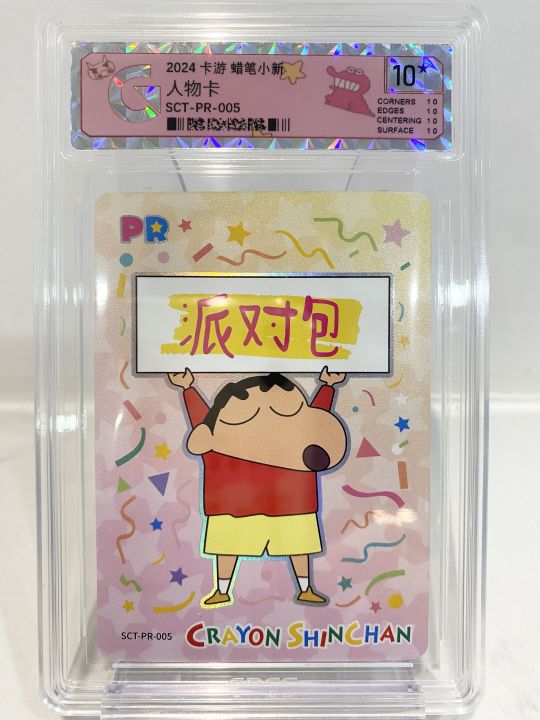 2024 卡游 蜡笔小新
人物卡
SCT-PR-005
10*
CORNERS 10
EDGES 10
CENTERING 10
SURFACE 10
PR
派对包
SCT-PR-005
CRAYON SHINCHAN